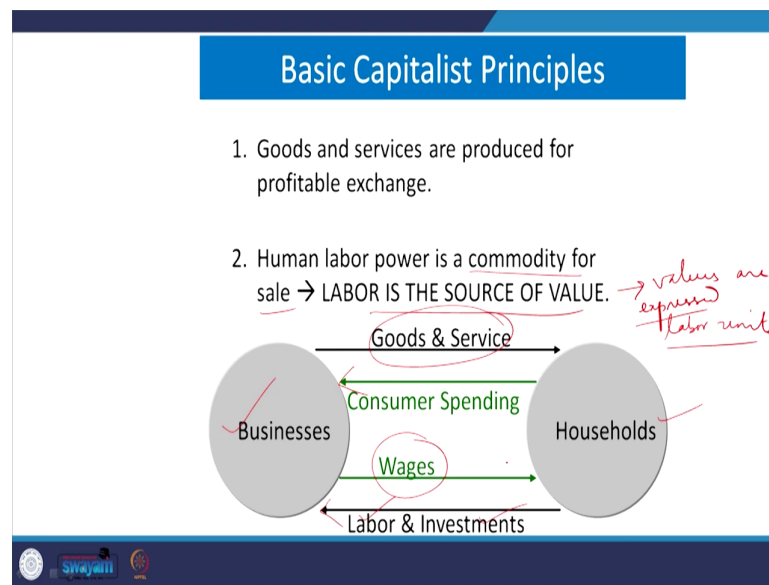 Basic Capitalist Principles
1. Goods and services are produced for
profitable exchange.
2. Human labor power is a commodity for
sale → LABOR IS THE SOURCE OF VALUE.
→ values are
expressed
labor unit
Goods & Service
Consumer Spending
Businesses
Households
Wages
Labor & Investments
swayam